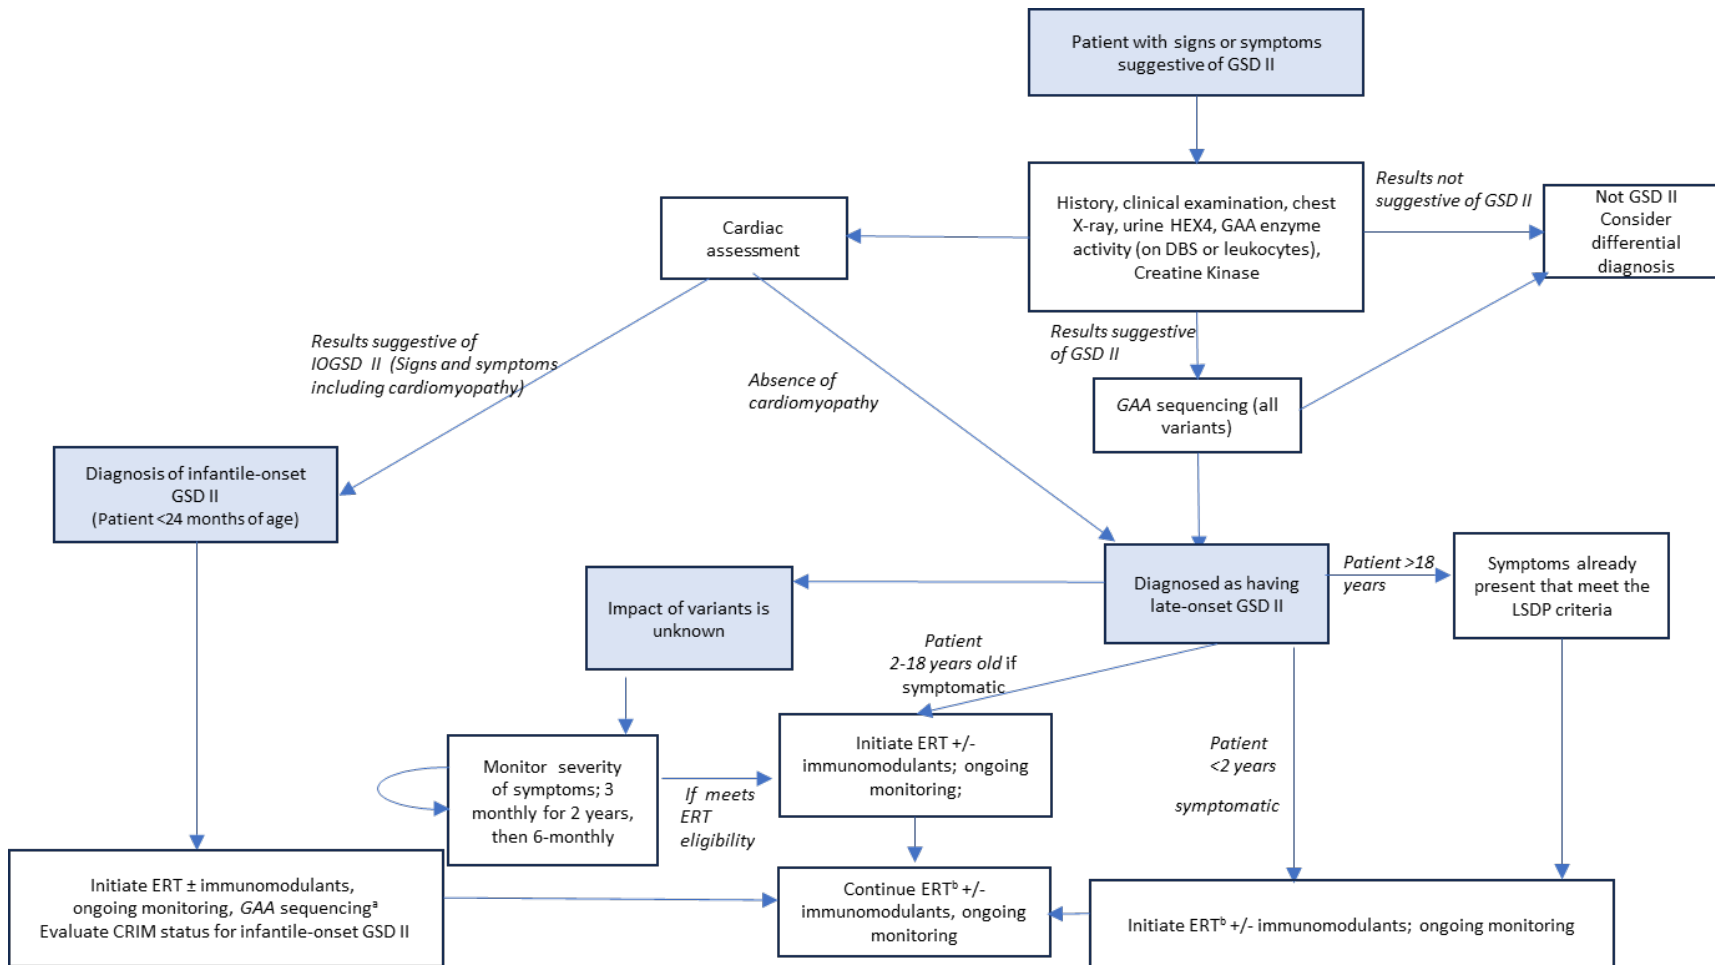 Patient with signs or symptoms
suggestive of GSD II
History, clinical examination, chest
X-ray, urine HEX4, GAA enzyme
activity (on DBS or leukocytes),
Creatine Kinase
Results not
suggestive of GSD II
Not GSD II
Consider
differential
diagnosis
Cardiac
assessment
Results suggestive of
IOGSD II (Signs and symptoms
including cardiomyopathy)
Absence of
cardiomyopathy
Results suggestive
of GSD II
GAA sequencing (all
variants)
Diagnosis of infantile-onset
GSD II
(Patient <24 months of age)
Impact of variants is
unknown
Diagnosed as having
late-onset GSD II
Patient >18
years
Symptoms already
present that meet the
LSDP criteria
Patient
2-18 years old if
symptomatic
Monitor severity
of symptoms; 3
monthly for 2 years,
then 6-monthly
If meets
ERT
eligibility
Initiate ERT +/-
immunomodulants; ongoing
monitoring;
Patient
<2 years
symptomatic
Initiate ERT ± immunomodulants,
ongoing monitoring, GAA sequencingᵃ
Evaluate CRIM status for infantile-onset GSD II
Continue ERTᵇ +/-
immunomodulants, ongoing
monitoring
Initiate ERTᵇ +/- immunomodulants; ongoing monitoring